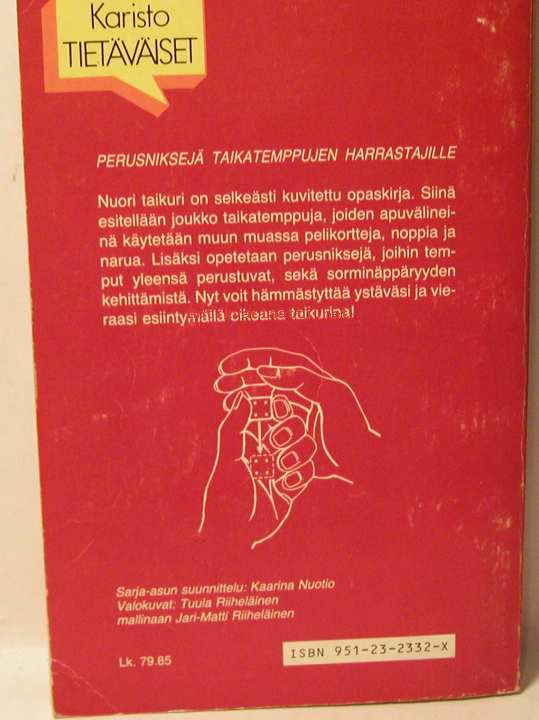 Karisto
TIETÄVÄISET
PERUSNIKSEJÄ TAIKATEMPPUJEN HARRASTAJILLE
Nuori taikuri on selkeästi kuvitettu opaskirja. Siinä
esitellään joukko taikatemppuja, joiden apuvälinei-
nä käytetään muun muassa pelikortteja, noppia ja
narua. Lisäksi opetetaan perusniksejä, joihin tem-
put yleensä perustuvat, sekä sorminäppäryyden
kehittämistä. Nyt voit hämmästyttää ystäväsi ja vie-
raasi esiintymällä oikeana taikurina!
Sarja-asun suunnittelu: Kaarina Nuotio
Valokuvat: Tuula Riiheläinen
mallinaan Jari-Matti Riiheläinen
Lk. 79.85
ISBN 951-23-2332-X